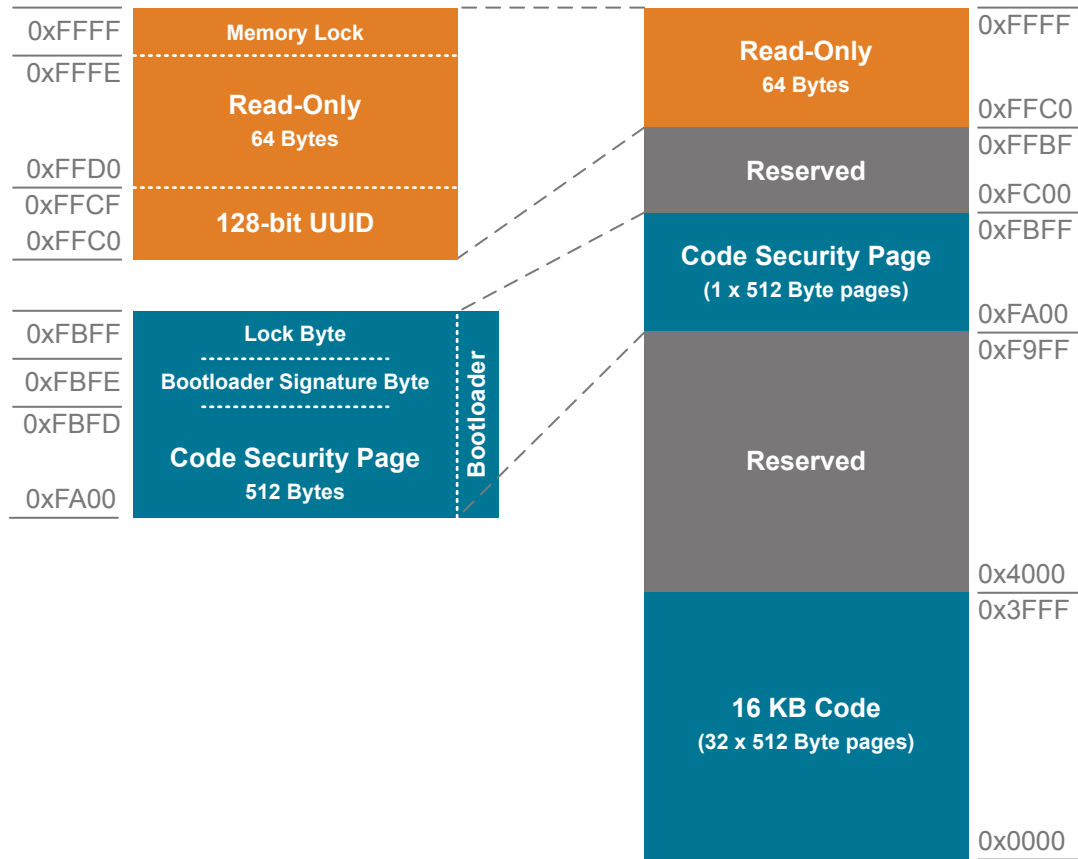 0xFFFF
Memory Lock
0xFFFE
Read-Only
64 Bytes
0xFFD0
0xFFCF
128-bit UUID
0xFFC0
0xFBFF
Lock Byte
0xFBFE
Bootloader Signature Byte
0xFBFD
Code Security Page
512 Bytes
0xFA00
Bootloader
0xFFFF
Read-Only
64 Bytes
0xFFC0
0xFFBF
Reserved
0xFC00
0xFBFF
Code Security Page
(1 x 512 Byte pages)
0xFA00
0xF9FF
Reserved
0x4000
0x3FFF
16 KB Code
(32 x 512 Byte pages)
0x0000